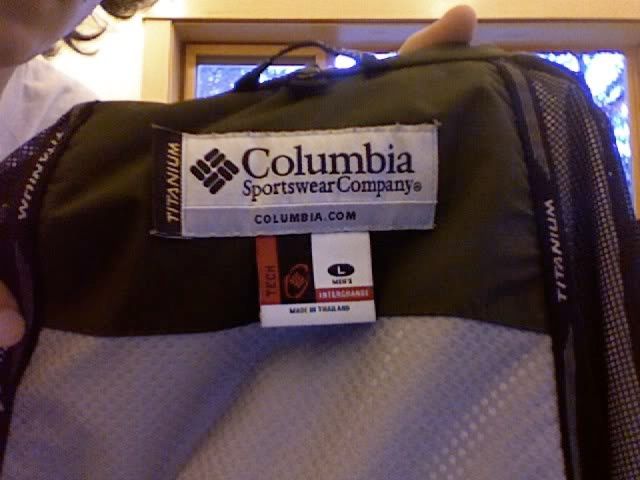 TITANIUM
Columbia
Sportswear Company®
COLUMBIA.COM
TITANIUM
TITANIUM
TECH
L
MEN'S
INTERCHANGE
MADE IN THAILAND